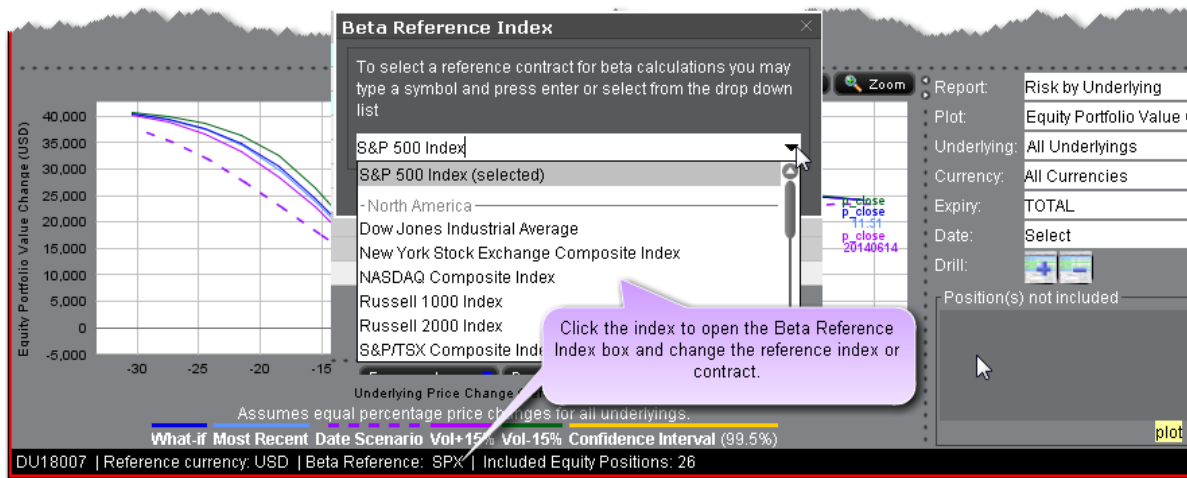 Beta Reference Index
To select a reference contract for beta calculations you may
type a symbol and press enter or select from the drop down
list
S&P 500 Index
S&P 500 Index (selected)
-North America
Dow Jones Industrial Average
New York Stock Exchange Composite Index
NASDAQ Composite Index
Russell 1000 Index
Russell 2000 Index
S&P/TSX Composite Inde
Zoom
Report: Risk by Underlying
Plot: Equity Portfolio Value
Underlying: All Underlyings
Currency: All Currencies
Expiry: TOTAL
Date: Select
Drill:
Position(s) not included
plot
Equity Portfolio Value Change (USD)
40,000
35,000
30,000
25,000
20,000
15,000
10,000
5,000
0
-5,000
-30 -25 -20 -15
p_close
p_close
11:51
p_close
20140614
Click the index to open the Beta Reference
Index box and change the reference index or
contract.
Underlying Price Change
Assumes equal percentage price changes for all underlyings.
What-if Most Recent Date Scenario Vol+15% Vol-15% Confidence Interval (99.5%)
DU18007 | Reference currency: USD | Beta Reference: SPX | Included Equity Positions: 26